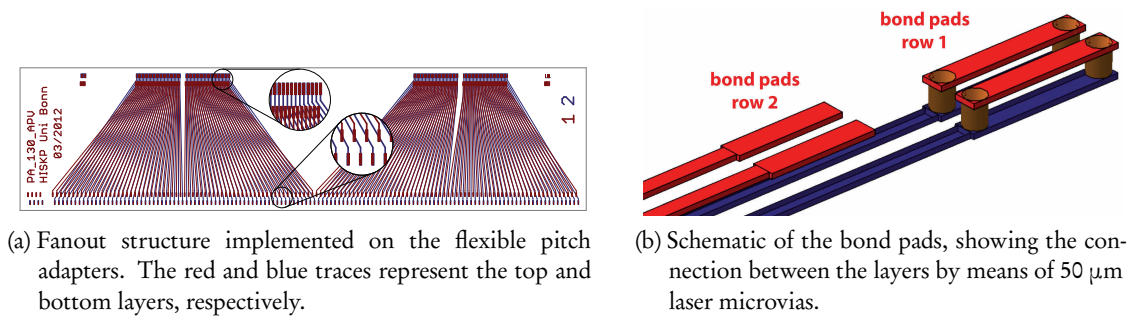 PA_130_APV
HISKP Uni Bonn
03/2012
1 2
bond pads
row 1
bond pads
row 2
(a) Fanout structure implemented on the flexible pitch
adapters. The red and blue traces represent the top and
bottom layers, respectively.
(b) Schematic of the bond pads, showing the con-
nection between the layers by means of 50 μm
laser microvias.